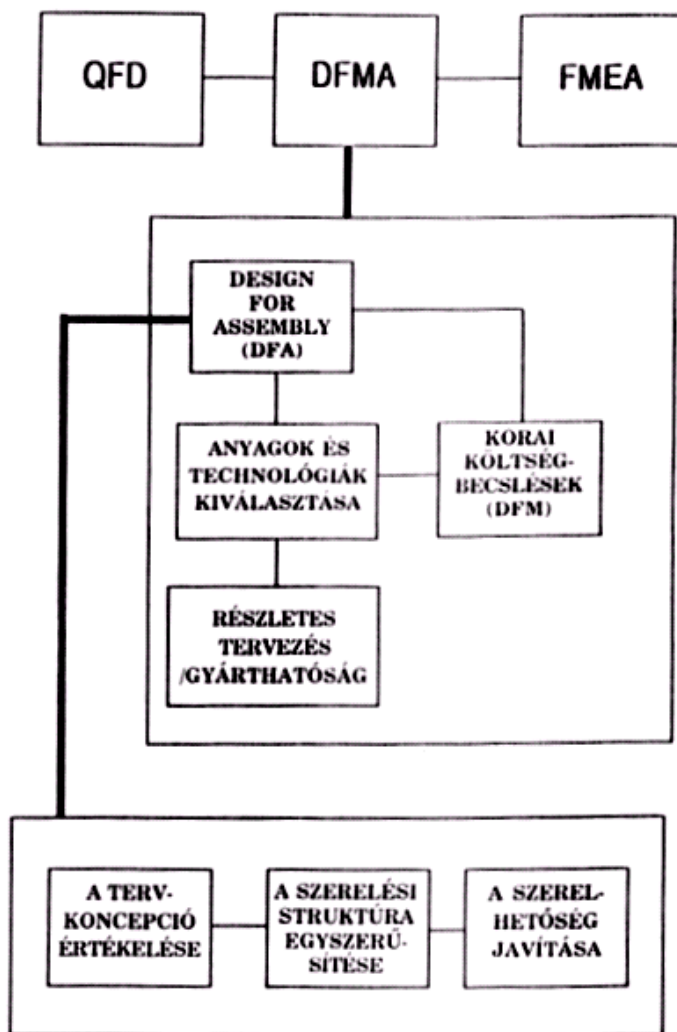 QFD
DFMA
FMEA
DESIGN
FOR
ASSEMBLY
(DFA)
ANYAGOK ÉS
TECHNOLÓGIÁK
KIVÁLASZTÁSA
KORAI
KÖLTSÉG-
BECSLÉSEK
(DFM)
RÉSZLETES
TERVEZÉS
/GYÁRTHATÓSÁG
A TERV-
KONCEPCIÓ
ÉRTÉKELÉSE
A SZERELÉSI
STRUKTÚRA
EGYSZERŰ-
SÍTÉSE
A SZEREL-
HETŐSÉG
JAVÍTÁSA